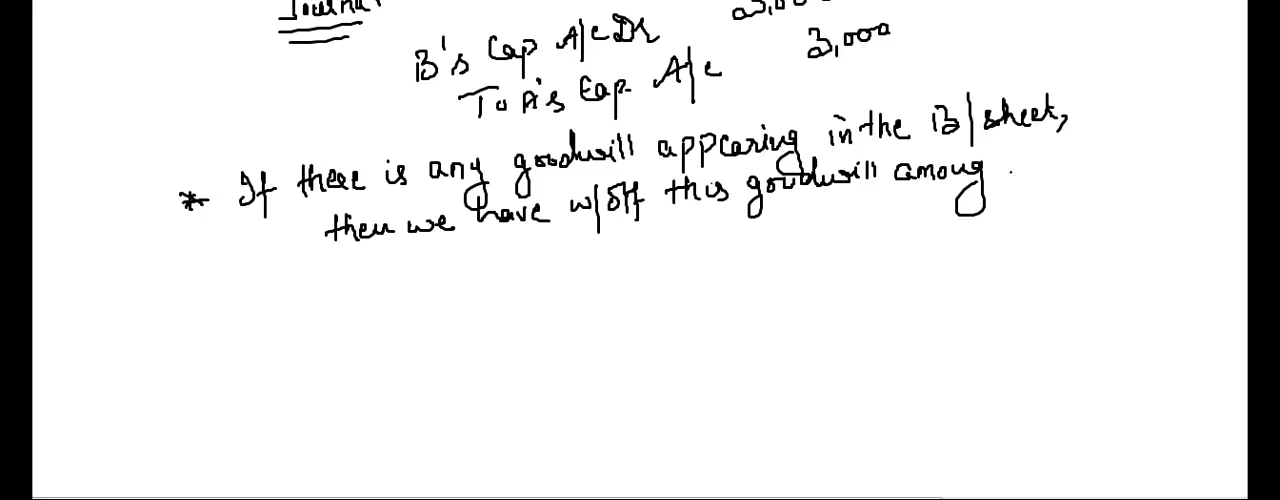 Journal
B's Cap A/c Dr
3,000
To A's Cap A/c
* If there is any goodwill appearing in the B/sheet,
then we have w/off this goodwill among